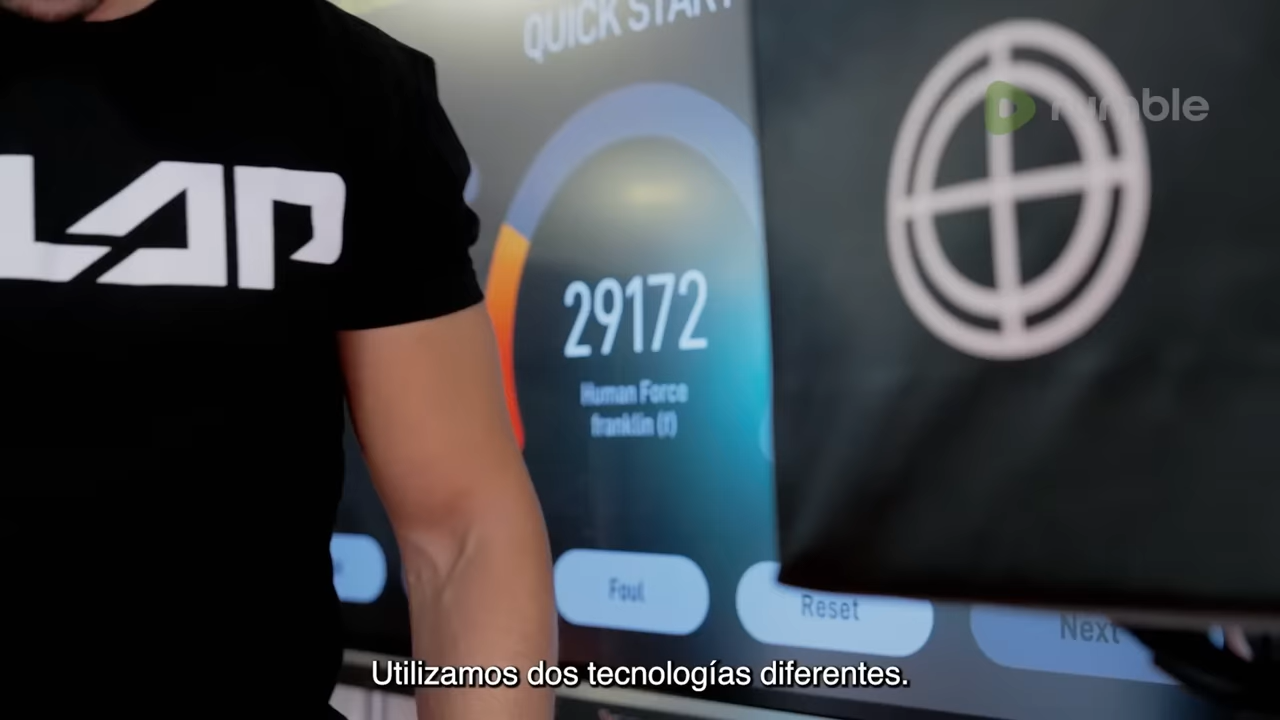 QUICK START
rumble
LAP
29172
Human Force
franklin (f)
Foul
Reset
Next
Utilizamos dos tecnologías diferentes.